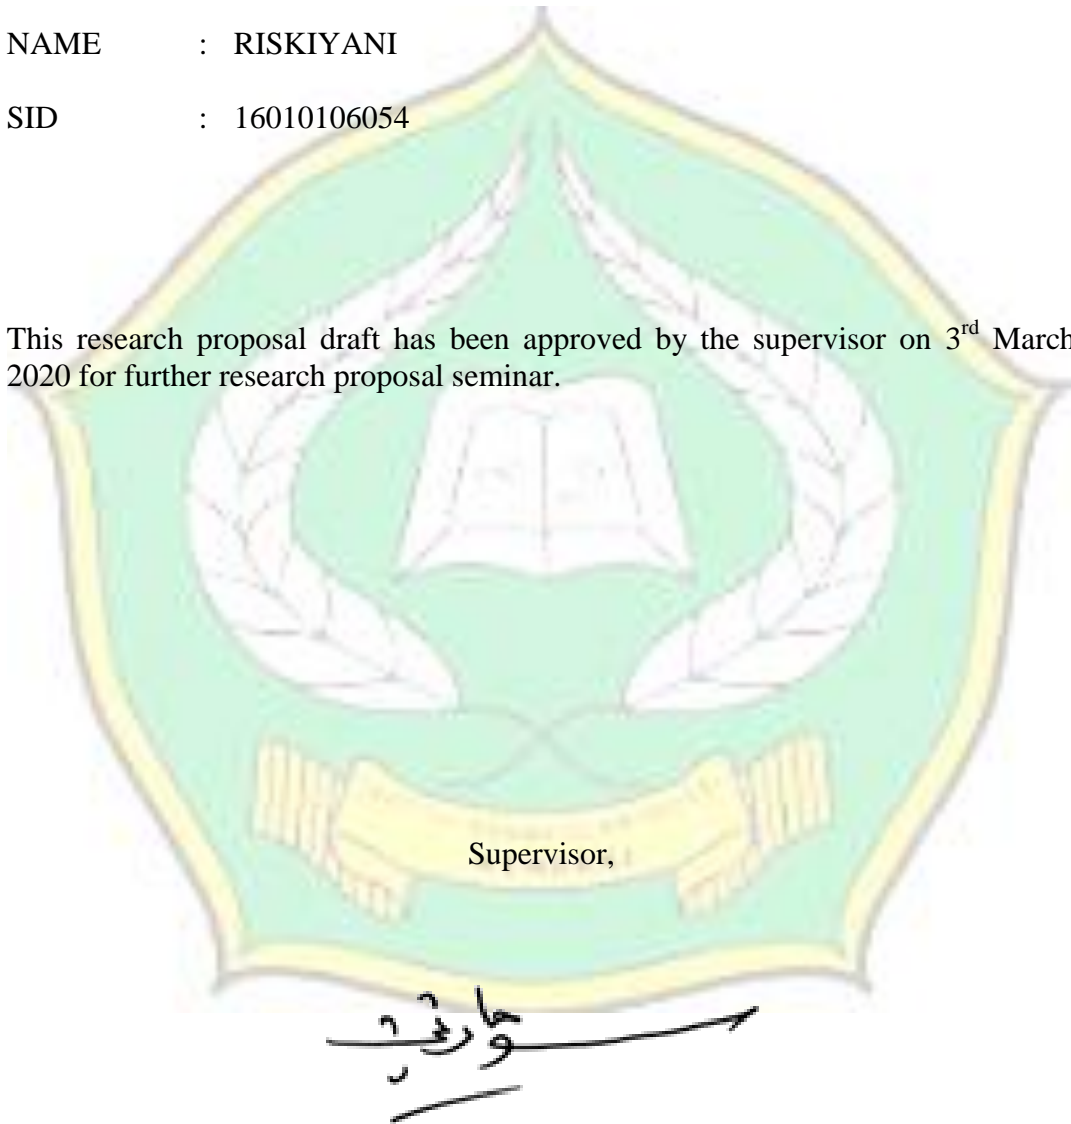 NAME : RISKIYANI
SID : 16010106054
This research proposal draft has been approved by the supervisor on 3rd March
2020 for further research proposal seminar.
Supervisor,